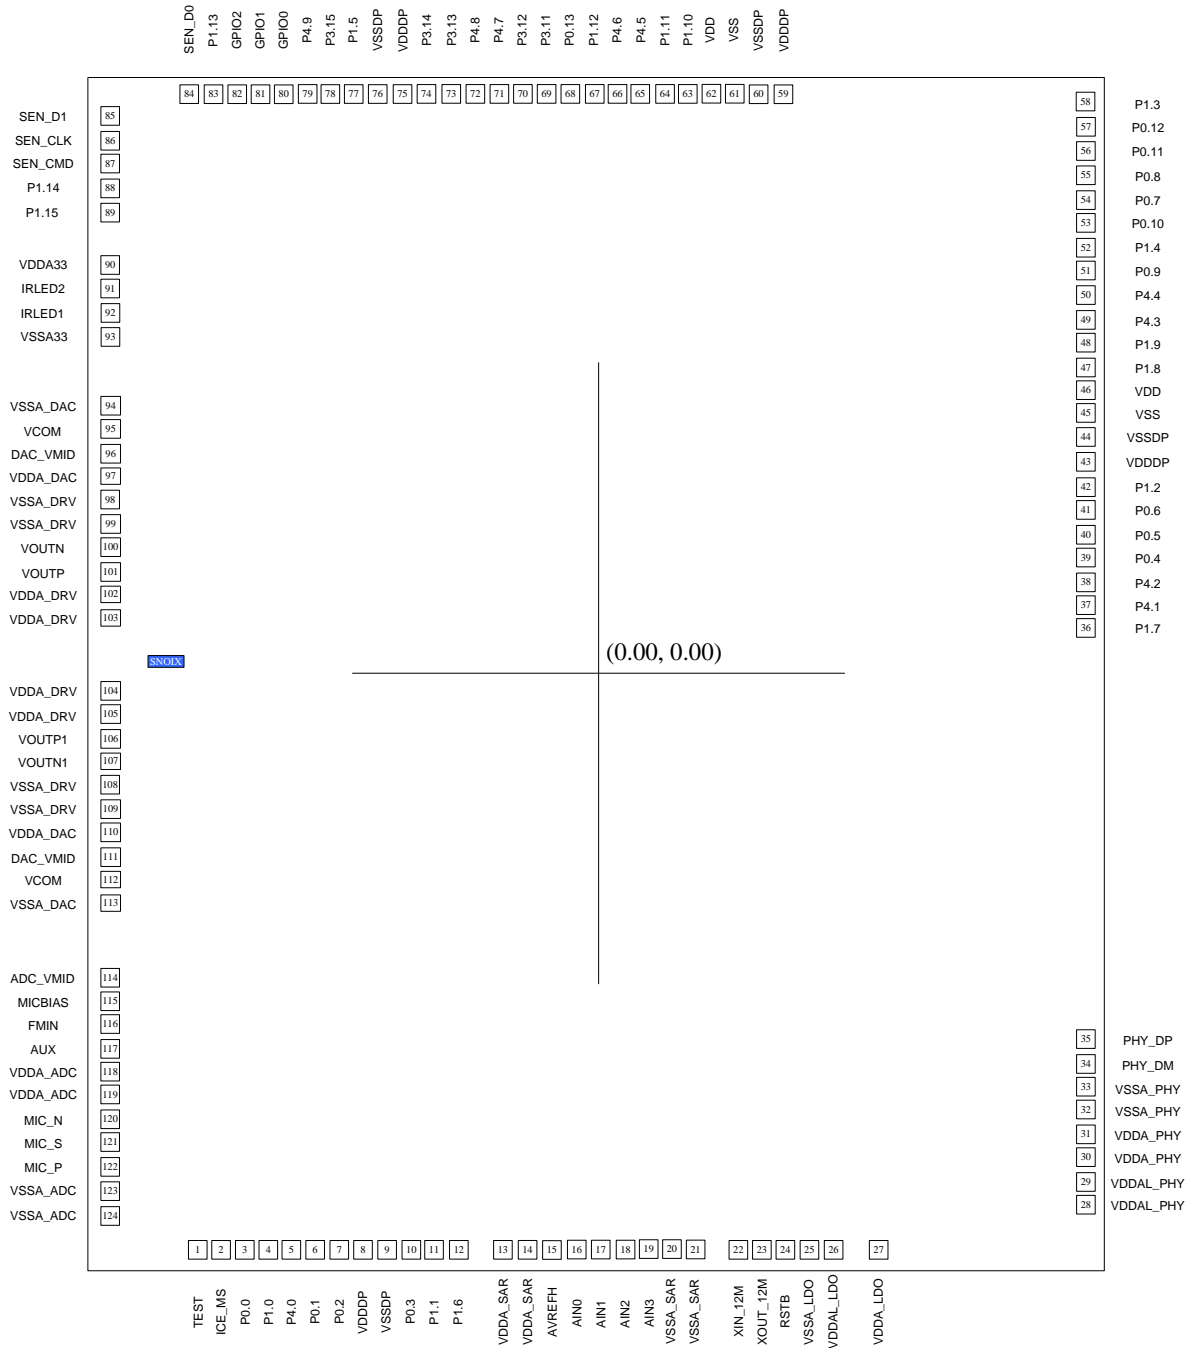 SEN_D0 P1.13 GPIO2 GPIO1 GPIO0 P4.9 P3.15 P1.5 VSSDP VDDDP P3.14 P3.13 P4.8 P4.7 P3.12 P3.11 P0.13 P1.12 P4.6 P4.5 P1.11 P1.10 VDD VSS VSSDP VDDDP
84 83 82 81 80 79 78 77 76 75 74 73 72 71 70 69 68 67 66 65 64 63 62 61 60 59
SEN_D1 85
SEN_CLK 86
SEN_CMD 87
P1.14 88
P1.15 89
VDDA33 90
IRLED2 91
IRLED1 92
VSSA33 93
VSSA_DAC 94
VCOM 95
DAC_VMID 96
VDDA_DAC 97
VSSA_DRV 98
VSSA_DRV 99
VOUTN 100
VOUTP 101
VDDA_DRV 102
VDDA_DRV 103
SNOIX
VDDA_DRV 104
VDDA_DRV 105
VOUTP1 106
VOUTN1 107
VSSA_DRV 108
VSSA_DRV 109
VDDA_DAC 110
DAC_VMID 111
VCOM 112
VSSA_DAC 113
ADC_VMID 114
MICBIAS 115
FMIN 116
AUX 117
VDDA_ADC 118
VDDA_ADC 119
MIC_N 120
MIC_S 121
MIC_P 122
VSSA_ADC 123
VSSA_ADC 124
(0.00, 0.00)
58 P1.3
57 P0.12
56 P0.11
55 P0.8
54 P0.7
53 P0.10
52 P1.4
51 P0.9
50 P4.4
49 P4.3
48 P1.9
47 P1.8
46 VDD
45 VSS
44 VSSDP
43 VDDDP
42 P1.2
41 P0.6
40 P0.5
39 P0.4
38 P4.2
37 P4.1
36 P1.7
35 PHY_DP
34 PHY_DM
33 VSSA_PHY
32 VSSA_PHY
31 VDDA_PHY
30 VDDA_PHY
29 VDDAL_PHY
28 VDDAL_PHY
1 2 3 4 5 6 7 8 9 10 11 12 13 14 15 16 17 18 19 20 21 22 23 24 25 26 27
TEST ICE_MS P0.0 P1.0 P4.0 P0.1 P0.2 VDDDP VSSDP P0.3 P1.1 P1.6 VDDA_SAR VDDA_SAR AVREFH AIN0 AIN1 AIN2 AIN3 VSSA_SAR VSSA_SAR XIN_12M XOUT_12M RSTB VSSA_LDO VDDAL_LDO VDDA_LDO